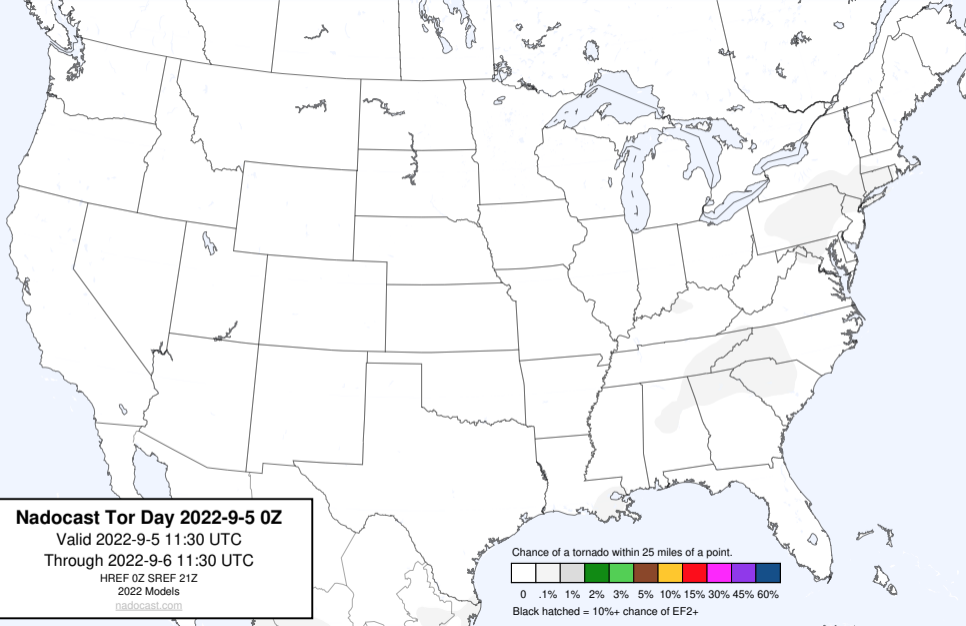 Nadocast Tor Day 2022-9-5 0Z
Valid 2022-9-5 11:30 UTC
Through 2022-9-6 11:30 UTC
HREF 0Z SREF 21Z
2022 Models
nadocast.com
Chance of a tornado within 25 miles of a point.
0 .1% 1% 2% 3% 5% 10% 15% 30% 45% 60%
Black hatched = 10%+ chance of EF2+